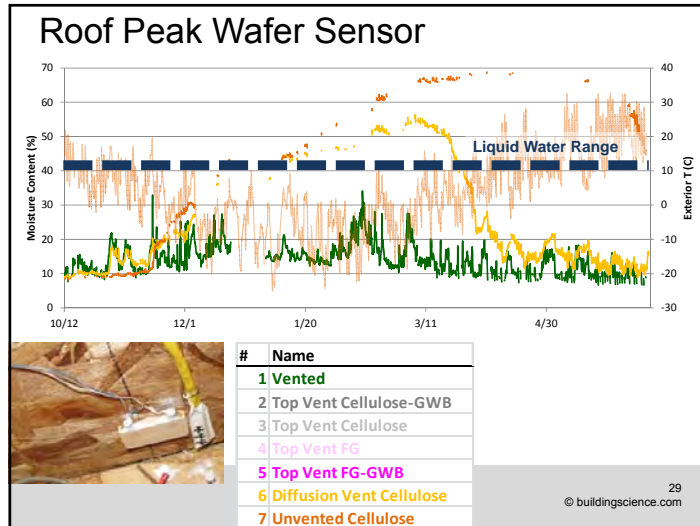 Roof Peak Wafer Sensor
70
60
50
40
30
20
10
0
Moisture Content (%)
40
30
20
10
0
-10
-20
-30
Exterior T (C)
Liquid Water Range
10/12 12/1 1/20 3/11 4/30
# Name
1 Vented
2 Top Vent Cellulose-GWB
3 Top Vent Cellulose
4 Top Vent FG
5 Top Vent FG-GWB
6 Diffusion Vent Cellulose
7 Unvented Cellulose
29
© buildingscience.com